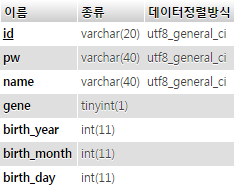 이름 종류 데이터정렬방식
id varchar(20) utf8_general_ci
pw varchar(40) utf8_general_ci
name varchar(40) utf8_general_ci
gene tinyint(1)
birth_year int(11)
birth_month int(11)
birth_day int(11)